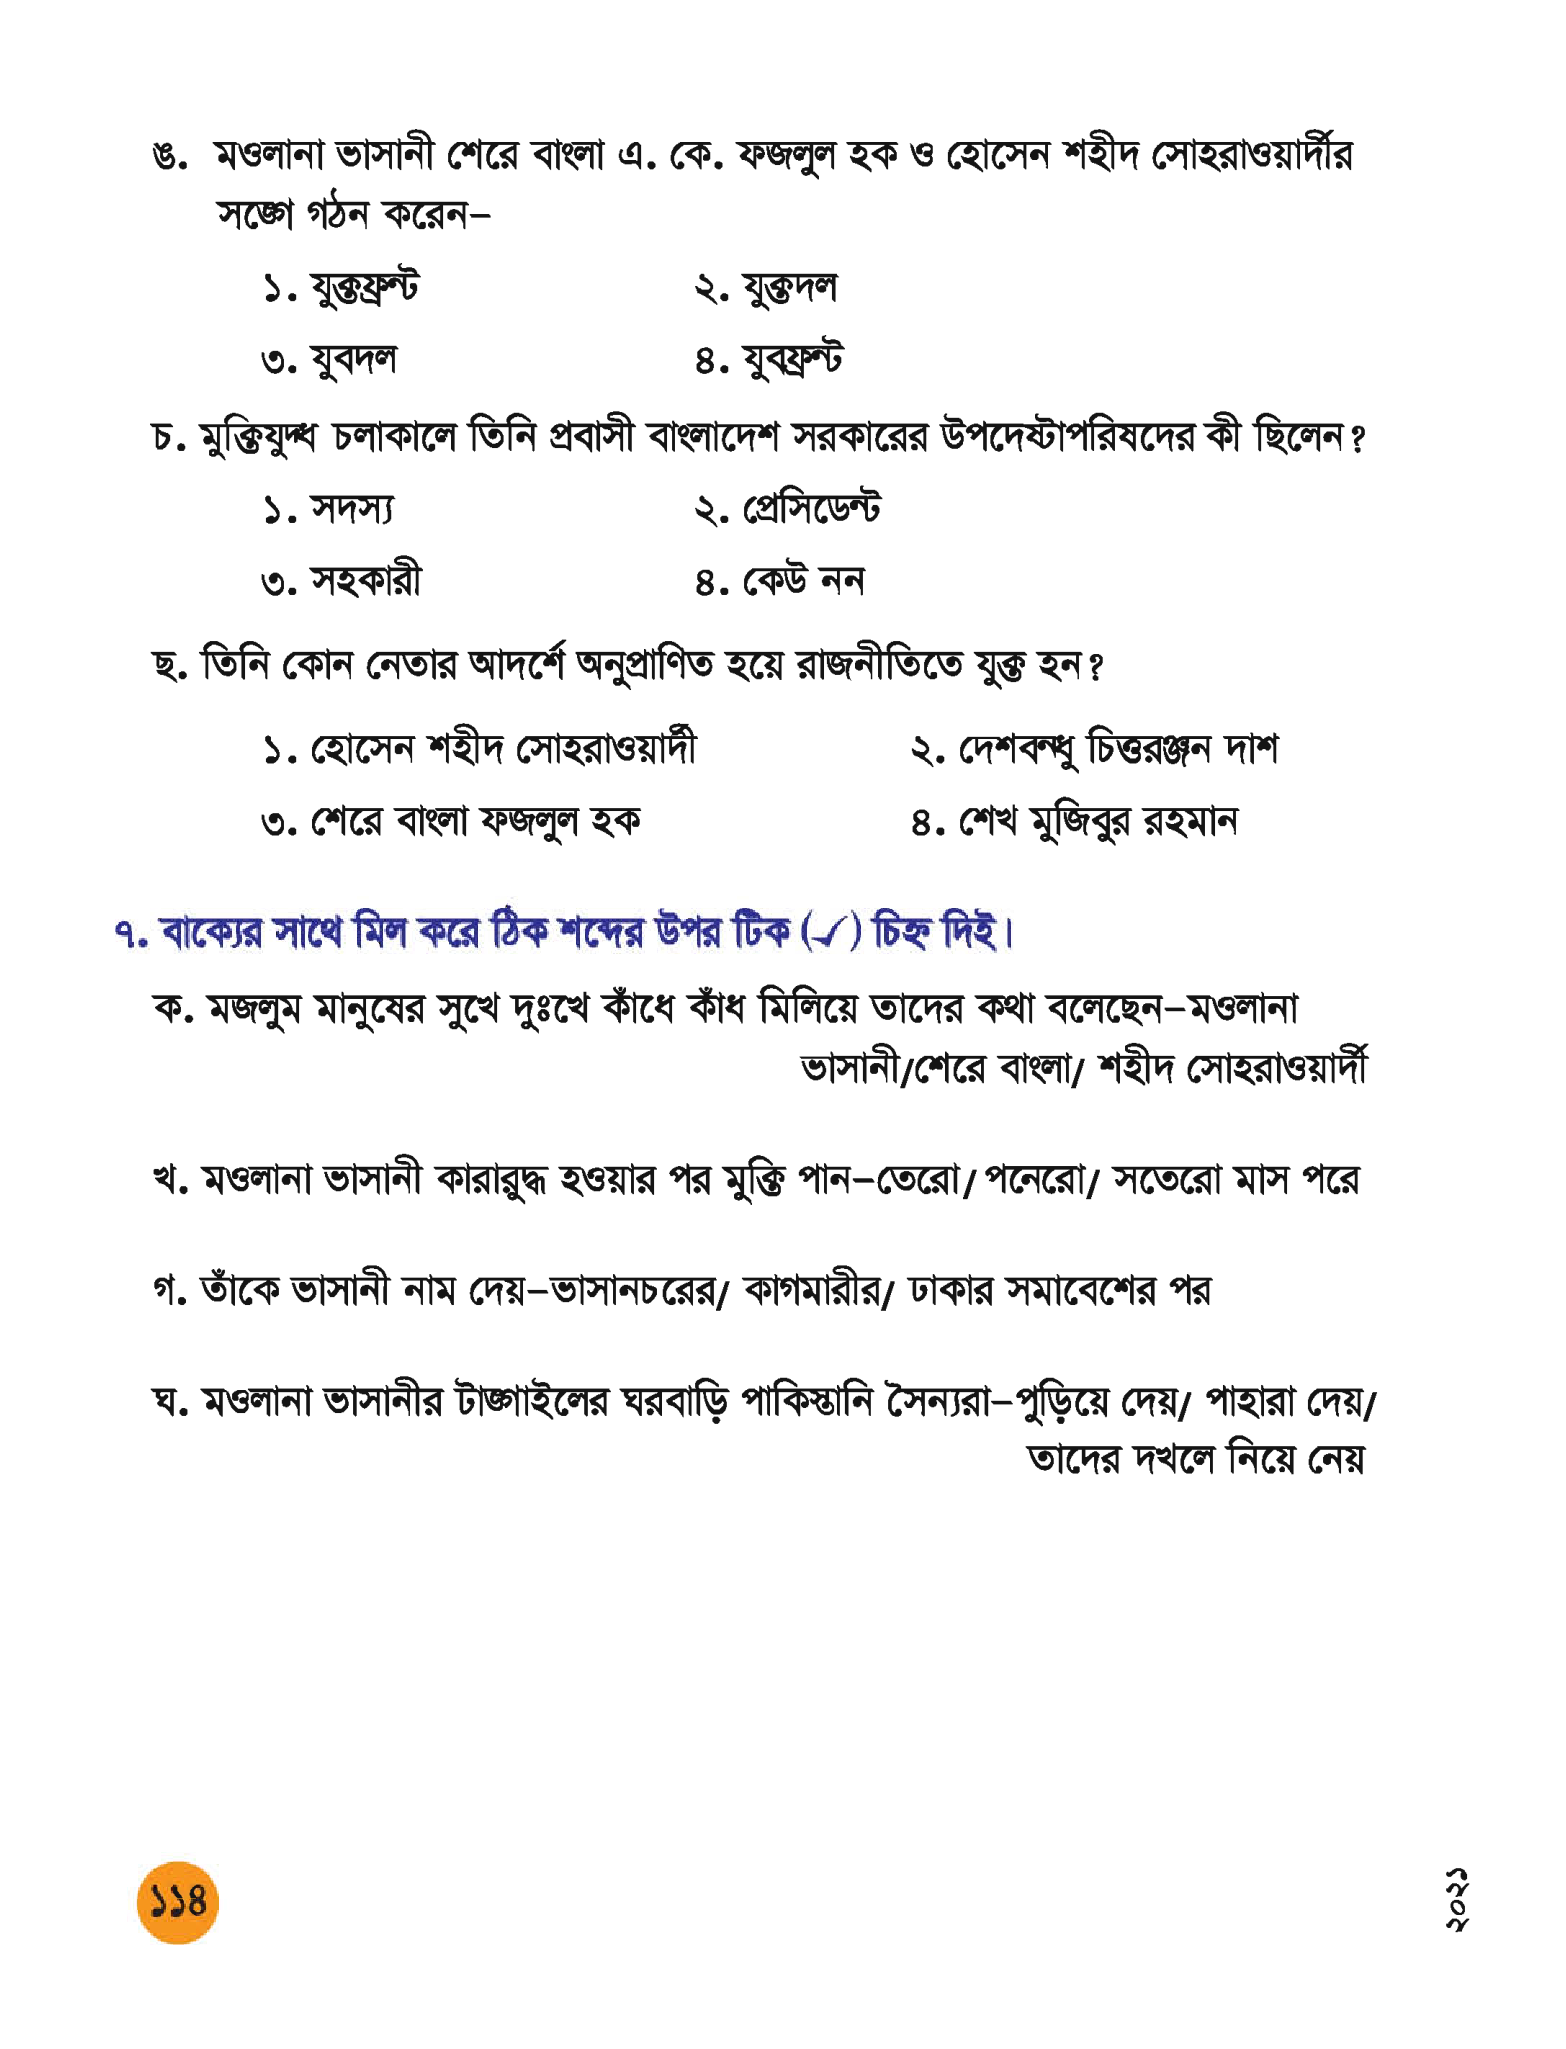 ঙ. মওলানা ভাসানী শেরে বাংলা এ. কে. ফজলুল হক ও হোসেন শহীদ সোহরাওয়ার্দীর
সঙ্গে গঠন করেন–
১. যুক্তফ্রন্ট ২. যুক্তদল
৩. যুবদল ৪. যুবফ্রন্ট
চ. মুক্তিযুদ্ধ চলাকালে তিনি প্রবাসী বাংলাদেশ সরকারের উপদেষ্টাপরিষদের কী ছিলেন?
১. সদস্য ২. প্রেসিডেন্ট
৩. সহকারী ৪. কেউ নন
ছ. তিনি কোন নেতার আদর্শে অনুপ্রাণিত হয়ে রাজনীতিতে যুক্ত হন?
১. হোসেন শহীদ সোহরাওয়ার্দী ২. দেশবন্ধু চিত্তরঞ্জন দাশ
৩. শেরে বাংলা ফজলুল হক ৪. শেখ মুজিবুর রহমান
৭. বাক্যের সাথে মিল করে ঠিক শব্দের উপর টিক (✓) চিহ্ন দিই।
ক. মজলুম মানুষের সুখে দুঃখে কাঁধে কাঁধ মিলিয়ে তাদের কথা বলেছেন–মওলানা
ভাসানী/শেরে বাংলা/ শহীদ সোহরাওয়ার্দী
খ. মওলানা ভাসানী কারারুদ্ধ হওয়ার পর মুক্তি পান–তেরো/ পনেরো/ সতেরো মাস পরে
গ. তাঁকে ভাসানী নাম দেয়–ভাসানচরের/ কাগমারীর/ ঢাকার সমাবেশের পর
ঘ. মওলানা ভাসানীর টাঙ্গাইলের ঘরবাড়ি পাকিস্তানি সৈন্যরা–পুড়িয়ে দেয়/ পাহারা দেয়/
তাদের দখলে নিয়ে নেয়
১১৪
২০২১